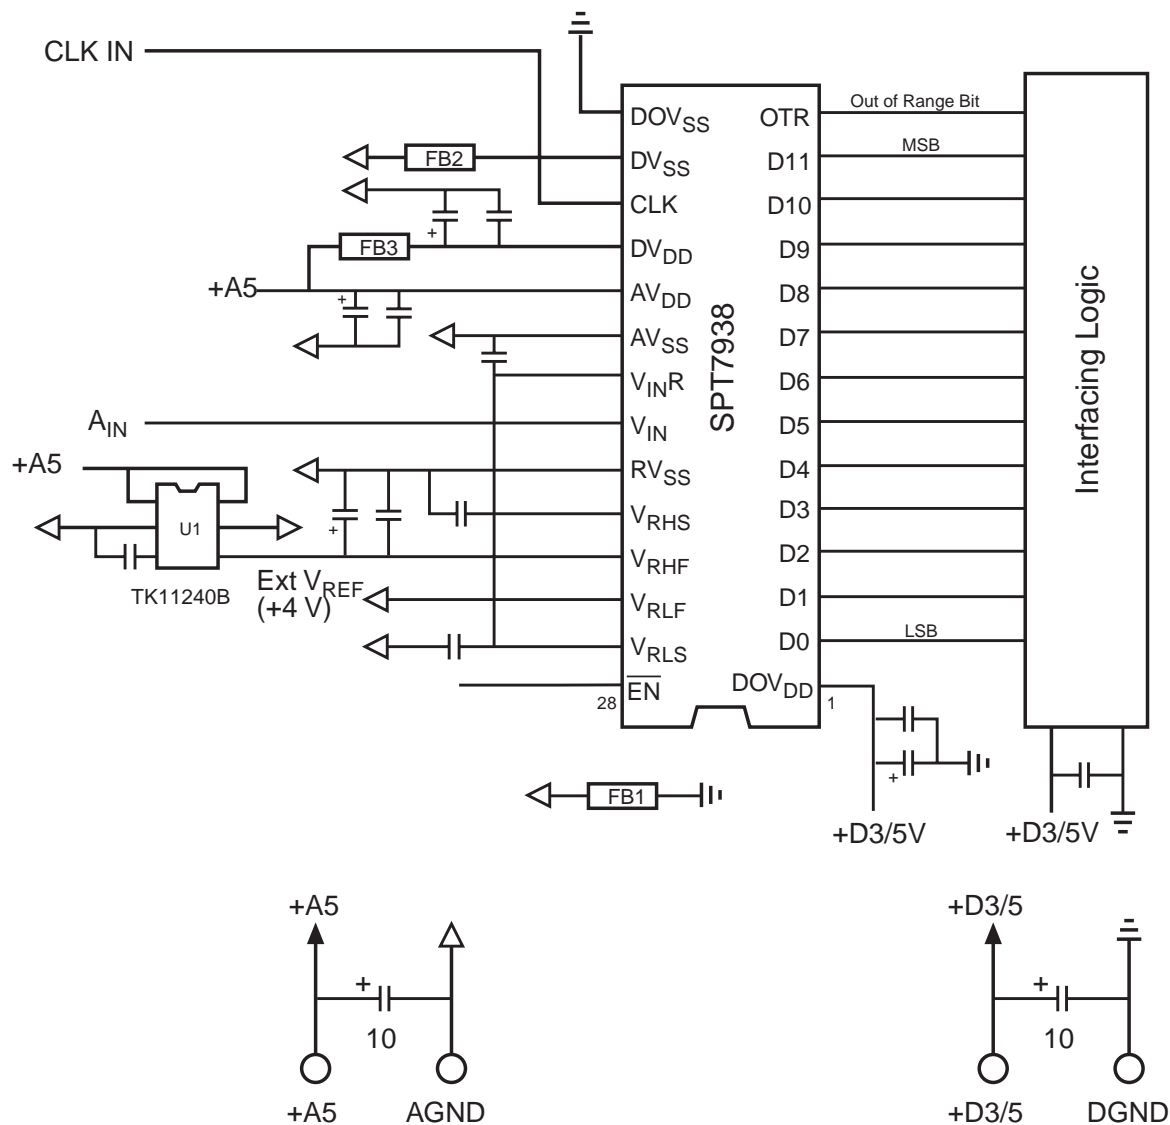 CLK IN
DOVSS
OTR
Out of Range Bit
FB2
DVSS
D11
MSB
CLK
D10
+
FB3
DVDD
D9
+A5
+
AVDD
D8
AVSS
D7
VINR
D6
AIN
VIN
D5
+A5
RVSS
D4
U1
+
VRHS
D3
TK11240B
Ext VREF
(+4 V)
VRHF
D2
VRLF
D1
VRLS
D0
LSB
EN
DOVDD
28
1
SPT7938
Interfacing Logic
+
FB1
+D3/5V
+D3/5V
+A5
+
10
+A5
AGND
+D3/5
+
10
+D3/5
DGND